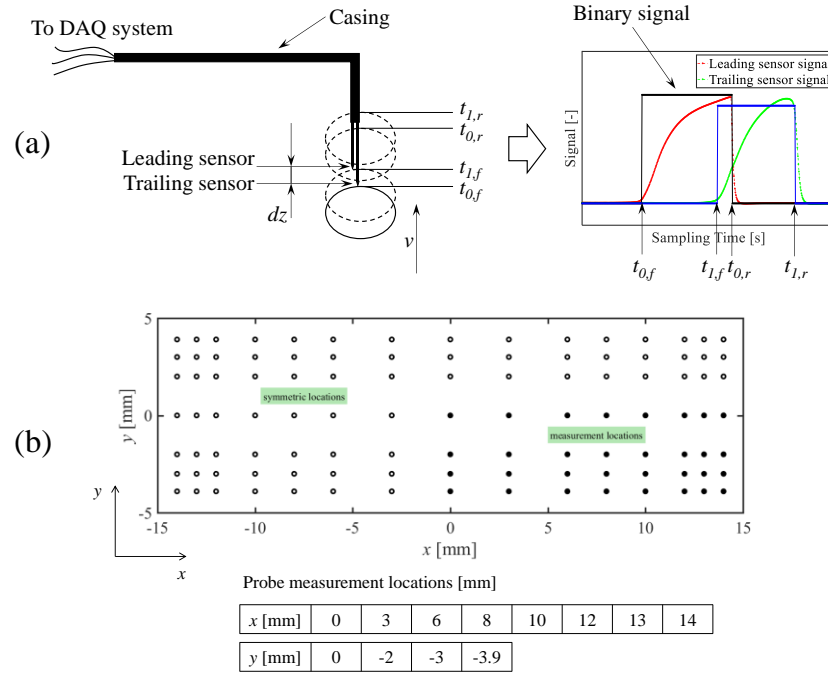 To DAQ system
Casing
(a)
t1,r
t0,r
Leading sensor
t1,f
Trailing sensor
t0,f
dz
v
Binary signal
Leading sensor signal
Trailing sensor signal
Signal [-]
Sampling Time [s]
t0,f
t1,f
t0,r
t1,r
(b)
5
0
-5
y [mm]
symmetric locations
measurement locations
-15
-10
-5
0
5
10
15
x [mm]
y
x
Probe measurement locations [mm]
x [mm] 0 3 6 8 10 12 13 14
y [mm] 0 -2 -3 -3.9